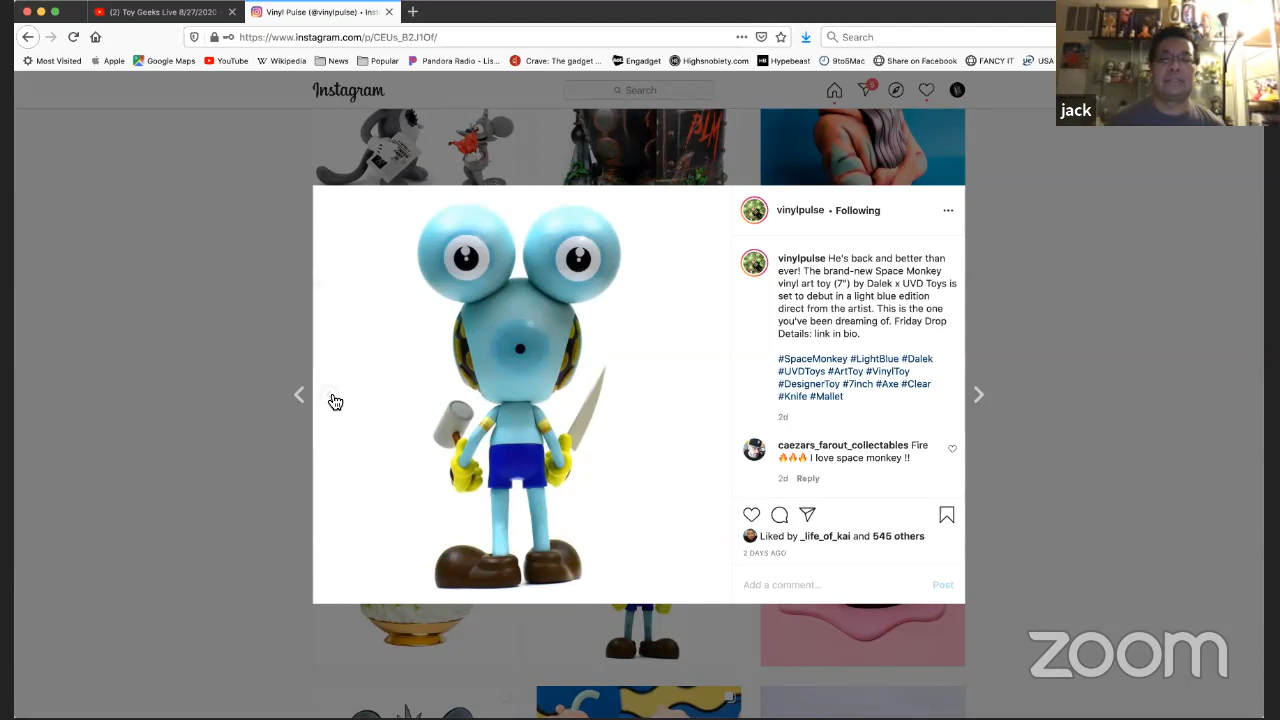 (2) Toy Geeks Live 8/27/2020 -
Vinyl Pulse (@vinylpulse) • Inst
https://www.instagram.com/p/CEUs_B2J1Of/
Search
Most Visited
Apple
Google Maps
YouTube
Wikipedia
News
Popular
Pandora Radio - Lis...
Crave: The gadget ...
Engadget
Highsnobiety.com
Hypebeast
9to5Mac
Share on Facebook
FANCY IT
USA
jack
Instagram
Search
5
BLM
vinylpulse • Following
vinylpulse He's back and better than
ever! The brand-new Space Monkey
vinyl art toy (7") by Dalek x UVD Toys is
set to debut in a light blue edition
direct from the artist. This is the one
you've been dreaming of. Friday Drop
Details: link in bio.
#SpaceMonkey #LightBlue #Dalek
#UVDToys #ArtToy #VinylToy
#DesignerToy #7inch #Axe #Clear
#Knife #Mallet
2d
caezars_farout_collectables Fire
🔥🔥🔥 I love space monkey !!
2d Reply
Liked by _life_of_kai and 545 others
2 DAYS AGO
Add a comment...
Post
zoom